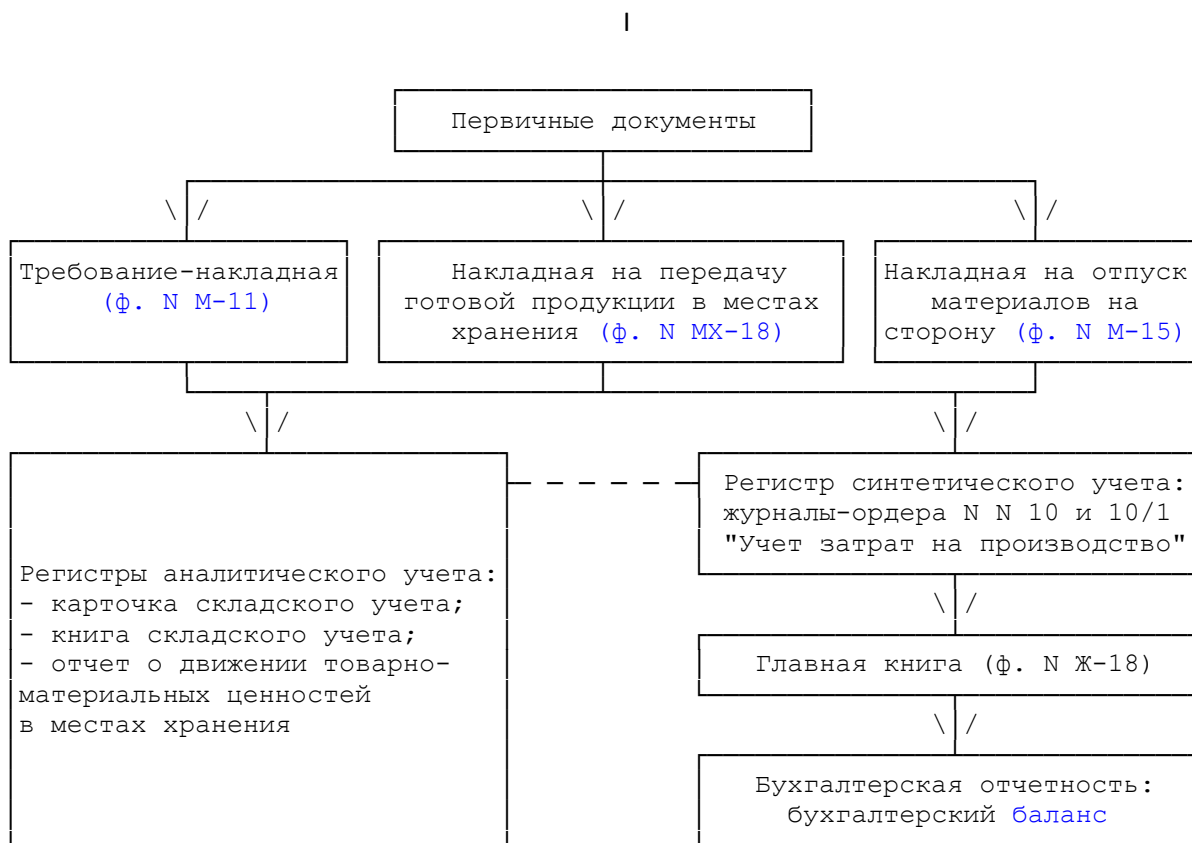 Первичные документы
Требование-накладная
(ф. N М-11)
Накладная на передачу
готовой продукции в местах
хранения (ф. N МХ-18)
Накладная на отпуск
материалов на
сторону (ф. N М-15)
Регистры аналитического учета:
- карточка складского учета;
- книга складского учета;
- отчет о движении товарно-
материальных ценностей
в местах хранения
Регистр синтетического учета:
журналы-ордера N N 10 и 10/1
"Учет затрат на производство"
Главная книга (ф. N Ж-18)
Бухгалтерская отчетность:
бухгалтерский баланс